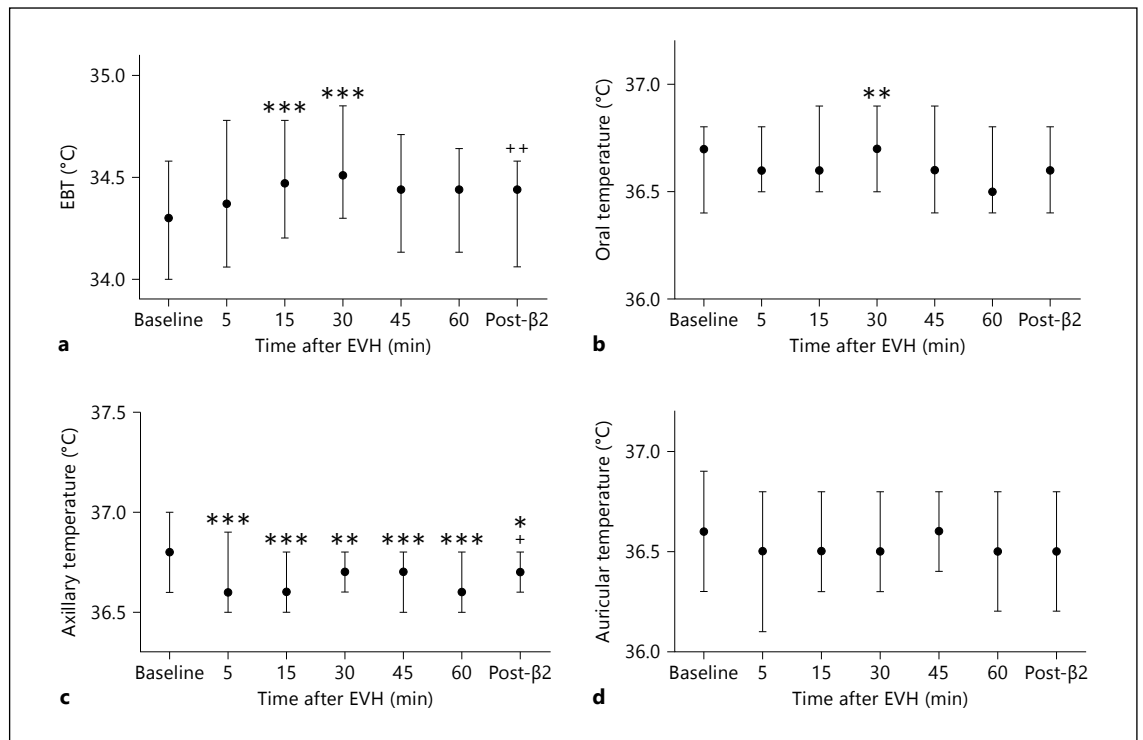 35.0
34.5
34.0
EBT (°C)
***
***
++
Baseline 5 15 30 45 60 Post-β2
Time after EVH (min)
a
37.0
36.5
36.0
Oral temperature (°C)
**
Baseline 5 15 30 45 60 Post-β2
Time after EVH (min)
b
37.5
37.0
36.5
Axillary temperature (°C)
***
*** ** *** *** *
+
Baseline 5 15 30 45 60 Post-β2
Time after EVH (min)
c
37.0
36.5
36.0
Auricular temperature (°C)
Baseline 5 15 30 45 60 Post-β2
Time after EVH (min)
d